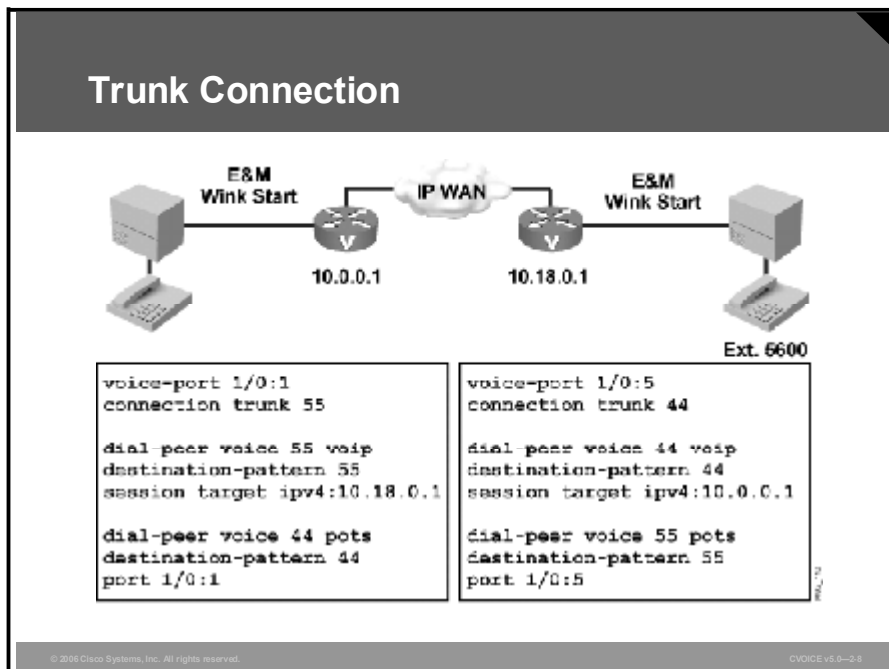 Trunk Connection
E&M
Wink Start
IP WAN
E&M
Wink Start
V
V
10.0.0.1
10.18.0.1
Ext. 5600
voice-port 1/0:1
connection trunk 55
dial-peer voice 55 voip
destination-pattern 55
session target ipv4:10.18.0.1
dial-peer voice 44 pots
destination-pattern 44
port 1/0:1
voice-port 1/0:5
connection trunk 44
dial-peer voice 44 voip
destination-pattern 44
session target ipv4:10.0.0.1
dial-peer voice 55 pots
destination-pattern 55
port 1/0:5
© 2006 Cisco Systems, Inc. All rights reserved.
CVOICE v5.0—2-8